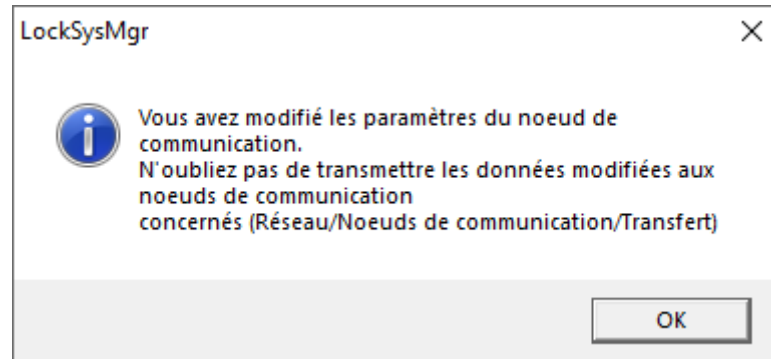 LockSysMgr
Vous avez modifié les paramètres du noeud de
communication.
N'oubliez pas de transmettre les données modifiées aux
noeuds de communication
concernés (Réseau/Noeuds de communication/Transfert)
OK